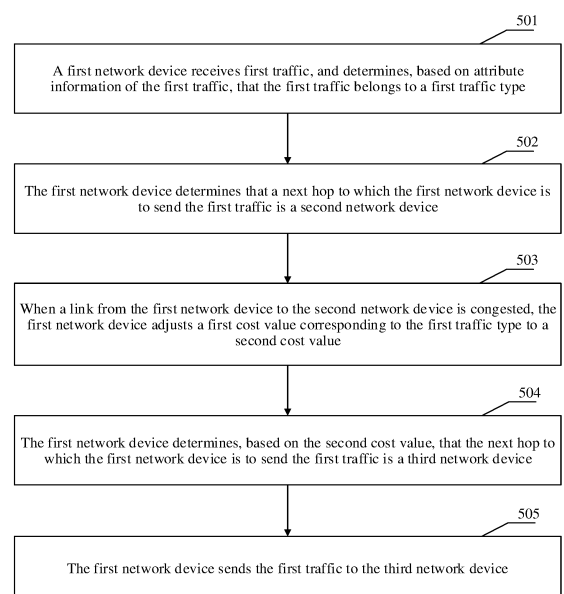 501
A first network device receives first traffic, and determines, based on attribute
information of the first traffic, that the first traffic belongs to a first traffic type
502
The first network device determines that a next hop to which the first network device is
to send the first traffic is a second network device
503
When a link from the first network device to the second network device is congested, the
first network device adjusts a first cost value corresponding to the first traffic type to a
second cost value
504
The first network device determines, based on the second cost value, that the next hop to
which the first network device is to send the first traffic is a third network device
505
The first network device sends the first traffic to the third network device